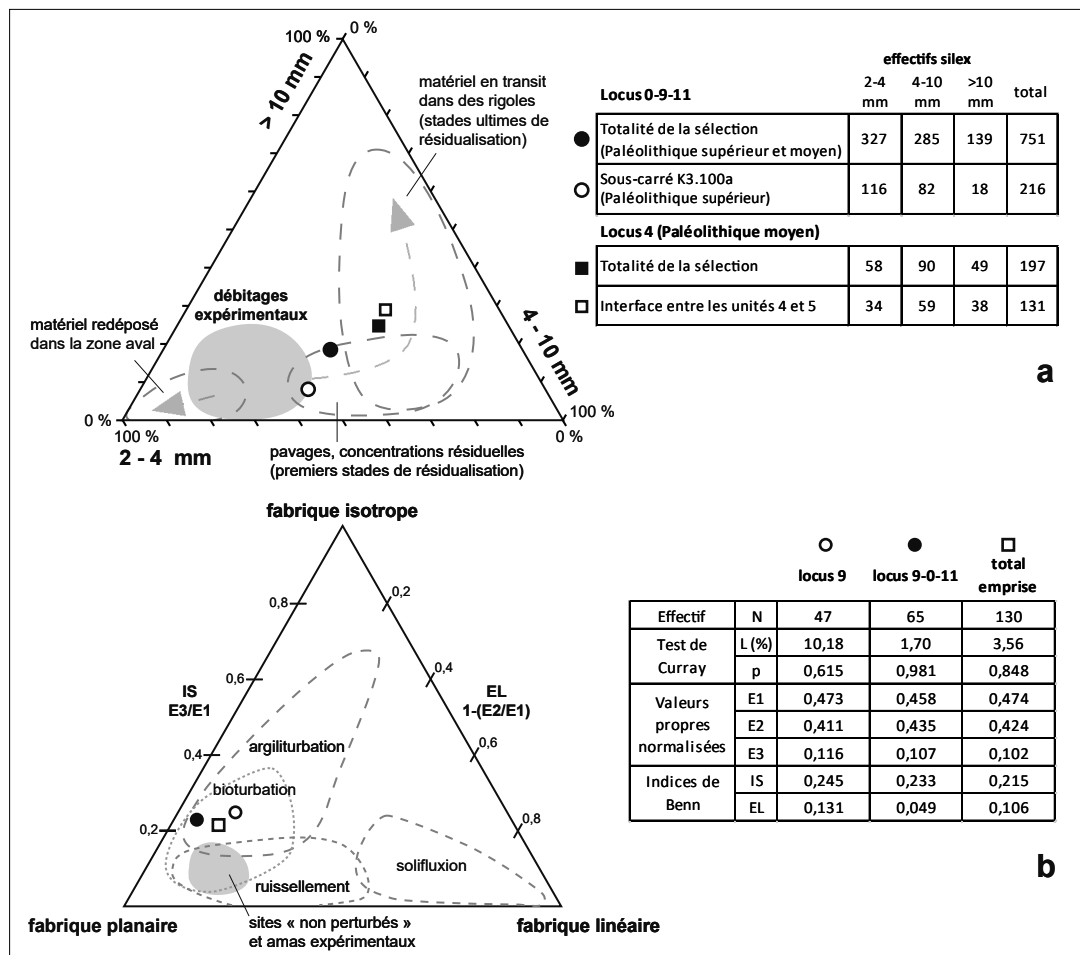 100 %
0 %
> 10 mm
matériel en transit
dans des rigoles
(stades ultimes de
résidualisation)
débitages
expérimentaux
matériel redéposé
dans la zone aval
4 - 10 mm
0 %
100 %
100 %
0 %
2 - 4 mm
pavages, concentrations résiduelles
(premiers stades de résidualisation)
effectifs silex
Locus 0-9-11
2-4
mm
4-10
mm
>10
mm
total
Totalité de la sélection
(Paléolithique supérieur et moyen)
327 285 139 751
Sous-carré K3.100a
(Paléolithique supérieur)
116 82 18 216
Locus 4 (Paléolithique moyen)
Totalité de la sélection 58 90 49 197
Interface entre les unités 4 et 5 34 59 38 131
a
fabrique isotrope
0,8
0,2
0,6
0,4
IS
E3/E1
EL
1-(E2/E1)
0,4
0,6
argiliturbation
bioturbation
0,2
0,8
solifluxion
ruissellement
fabrique planaire
fabrique linéaire
sites « non perturbés »
et amas expérimentaux
locus 9
locus 9-0-11
total
emprise
Effectif N 47 65 130
Test de
Curray
L (%) 10,18 1,70 3,56
p 0,615 0,981 0,848
Valeurs
propres
normalisées
E1 0,473 0,458 0,474
E2 0,411 0,435 0,424
E3 0,116 0,107 0,102
Indices de
Benn
IS 0,245 0,233 0,215
EL 0,131 0,049 0,106
b